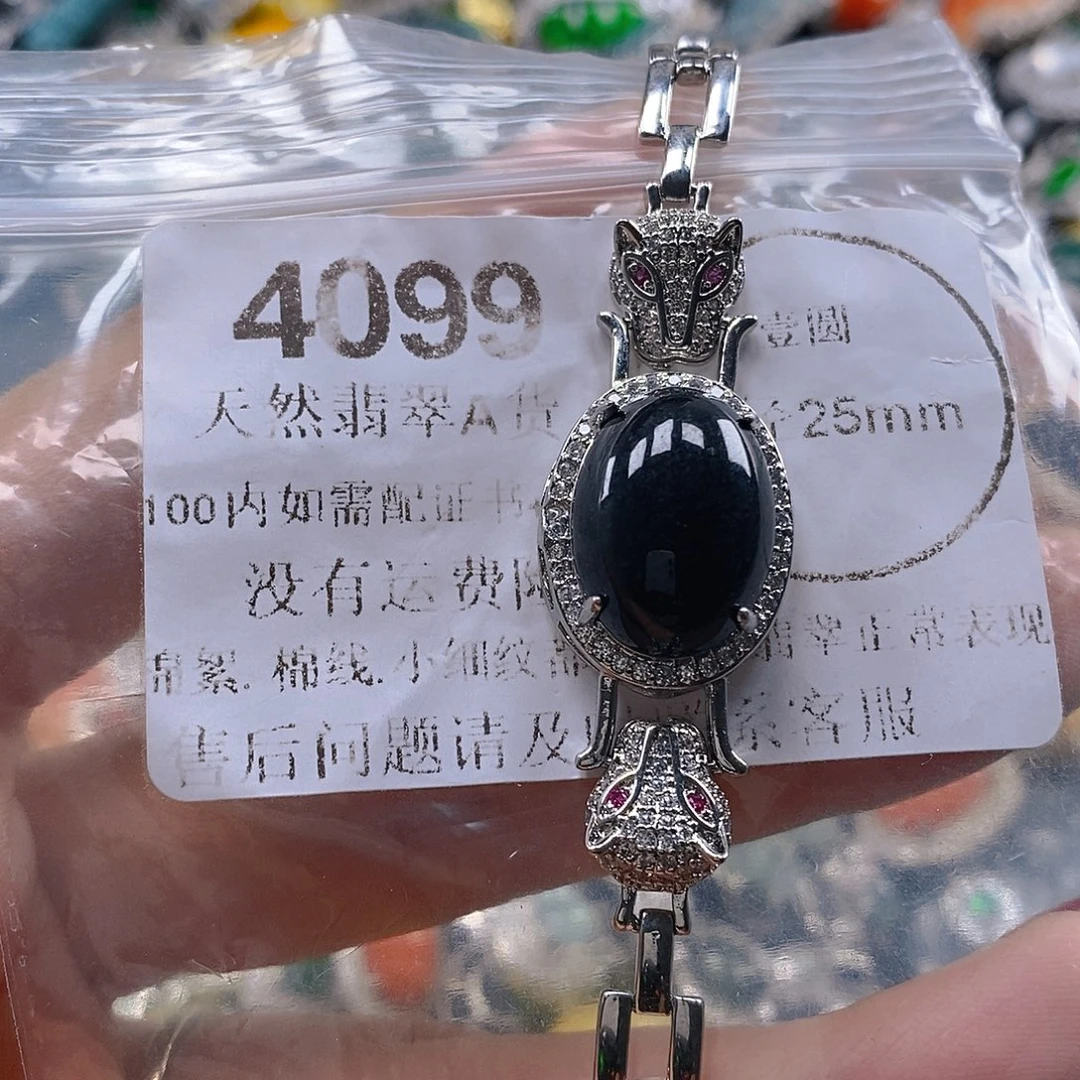 4099
壹圆
天然翡翠A货 25mm
100内如需配证书
没有运费
棉絮.棉线.小细纹 翡翠正常表现
售后问题请及 系客服